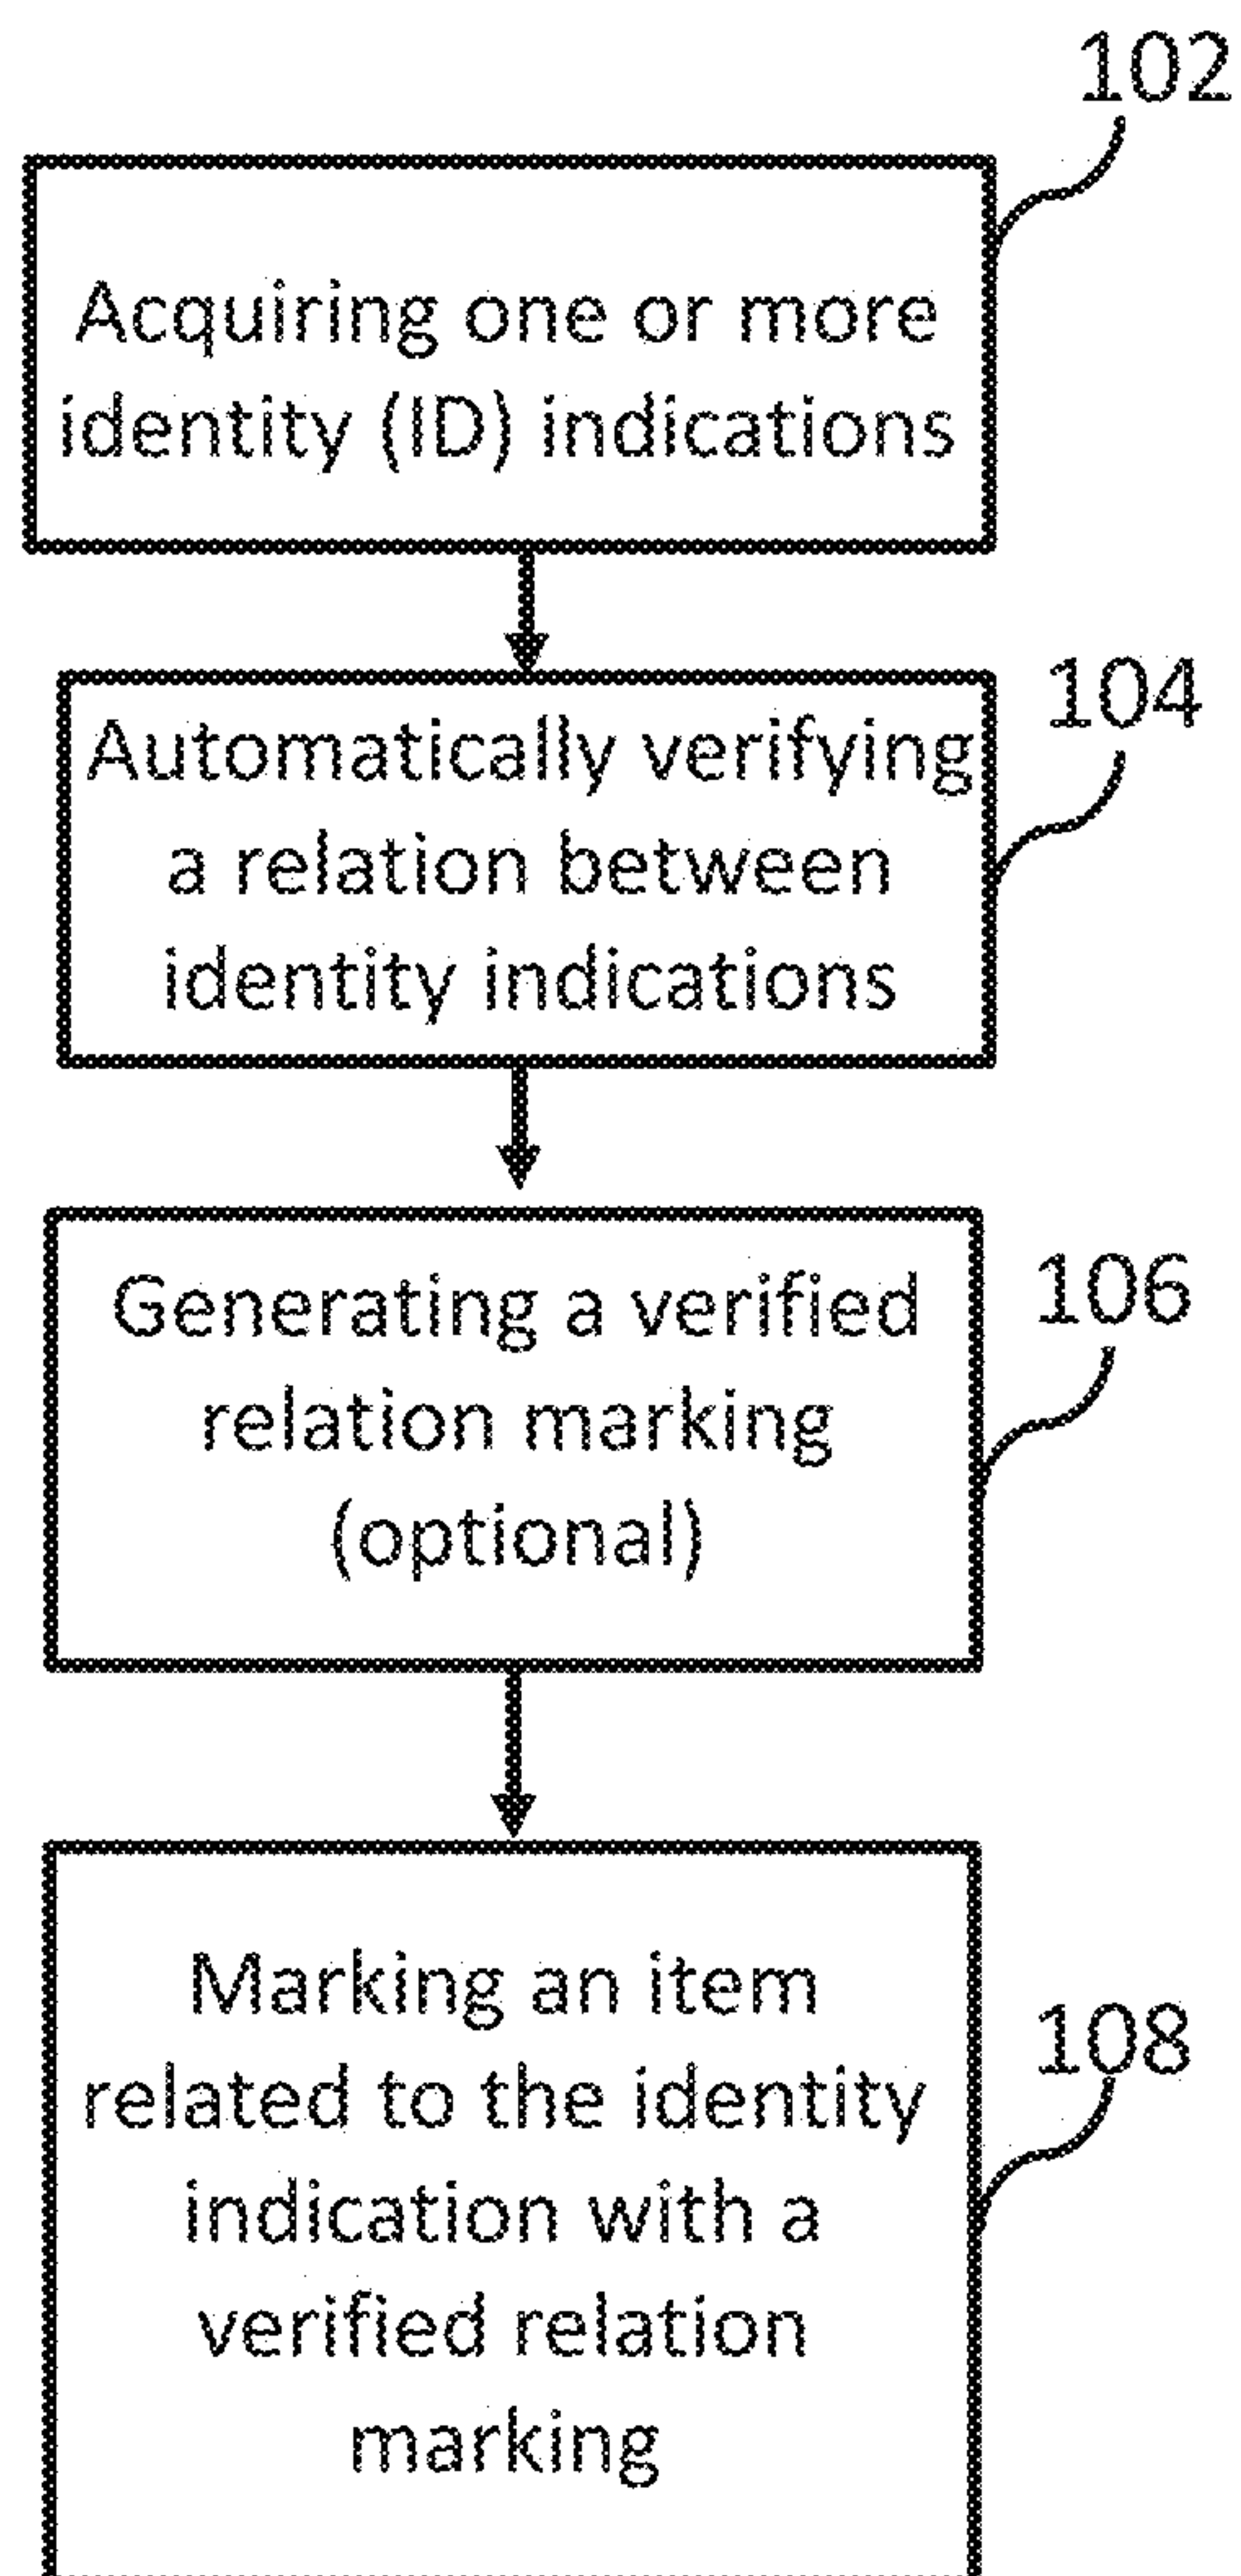 102
Acquiring one or more
identity (ID) indications
104
Automatically verifying
a relation between
identity indications
106
Generating a verified
relation marking
(optional)
108
Marking an item
related to the identity
indication with a
verified relation
marking